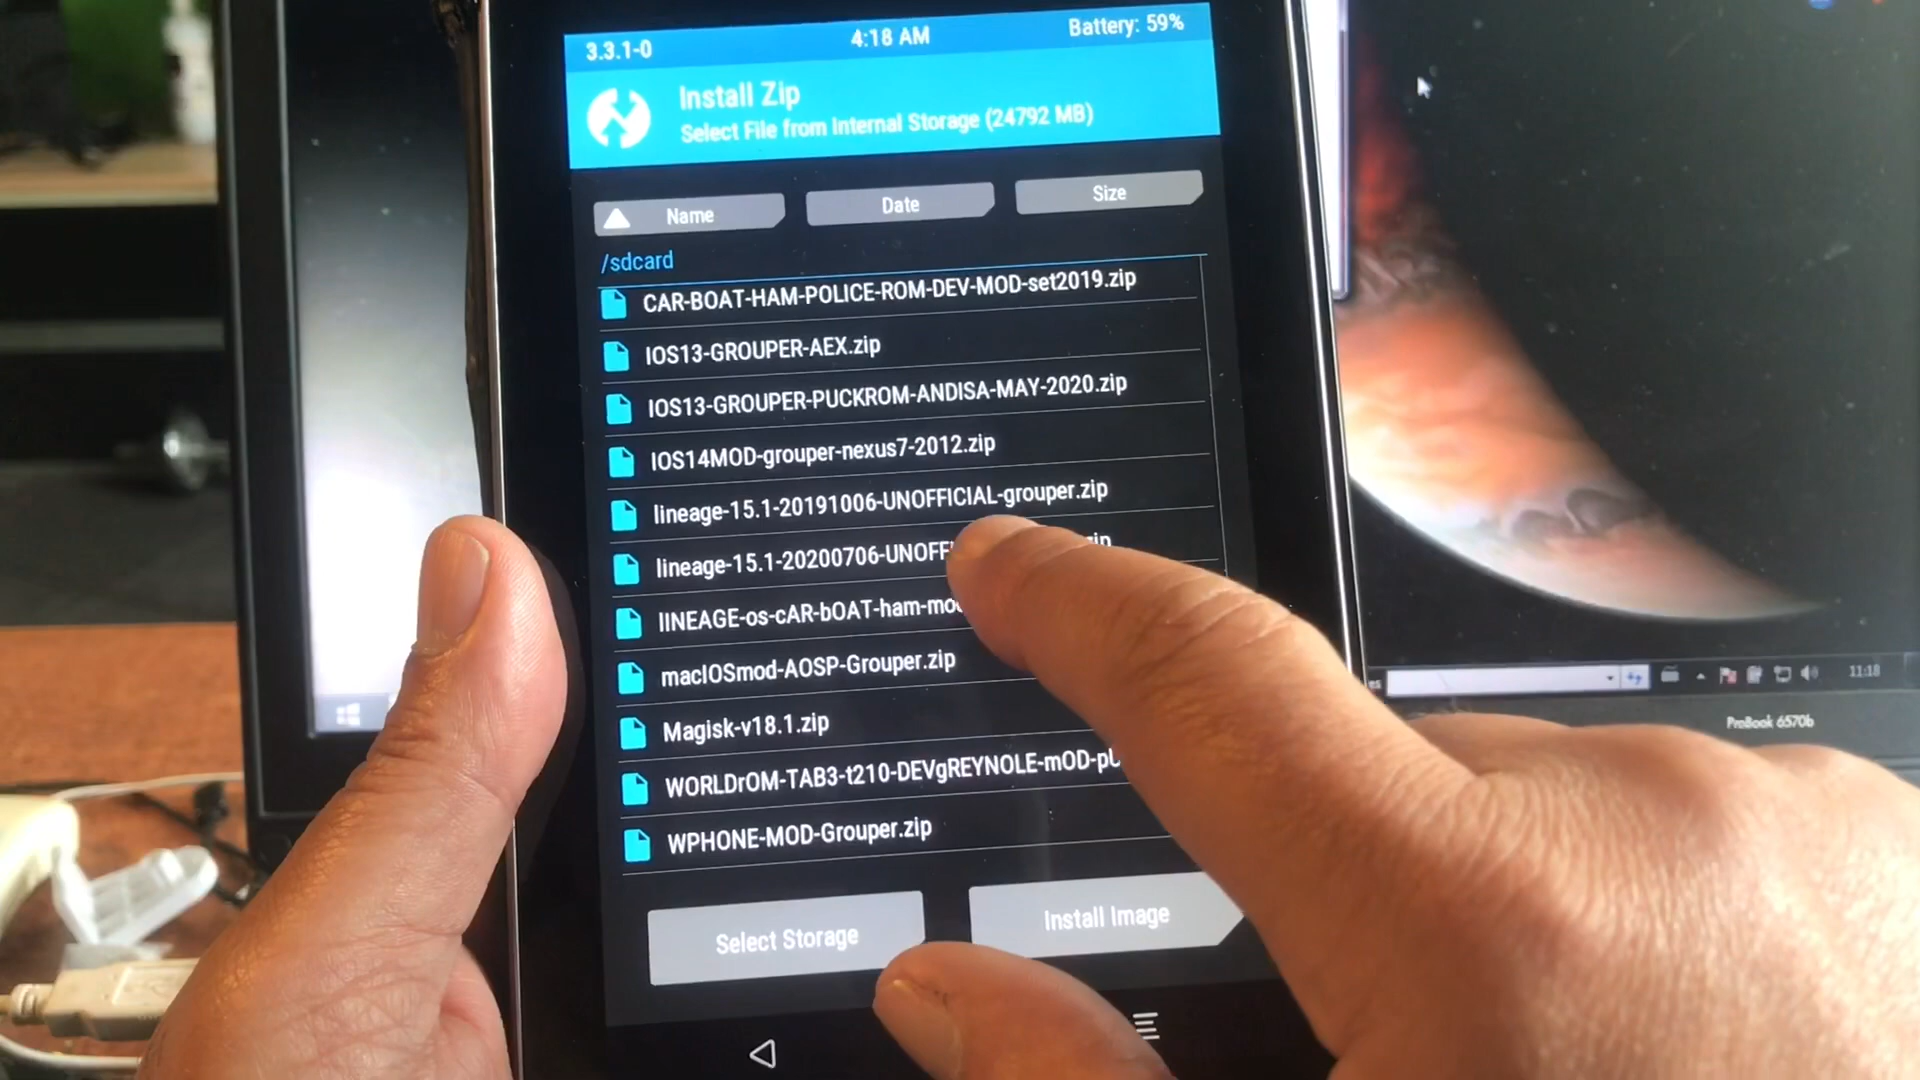 3.3.1-0 4:18 AM Battery: 59%
Install Zip
Select File from Internal Storage (24792 MB)
Name Date Size
/sdcard
CAR-BOAT-HAM-POLICE-ROM-DEV-MOD-set2019.zip
IOS13-GROUPER-AEX.zip
IOS13-GROUPER-PUCKROM-ANDISA-MAY-2020.zip
IOS14MOD-grouper-nexus7-2012.zip
lineage-15.1-20191006-UNOFFICIAL-grouper.zip
lineage-15.1-20200706-UNOFF zip
lINEAGE-os-cAR-bOAT-ham-mo
macIOSmod-AOSP-Grouper.zip
Magisk-v18.1.zip
WORLDrOM-TAB3-t210-DEVgREYNOLE-mOD-pU
WPHONE-MOD-Grouper.zip
Select Storage Install Image
11:18
ProBook 6570b